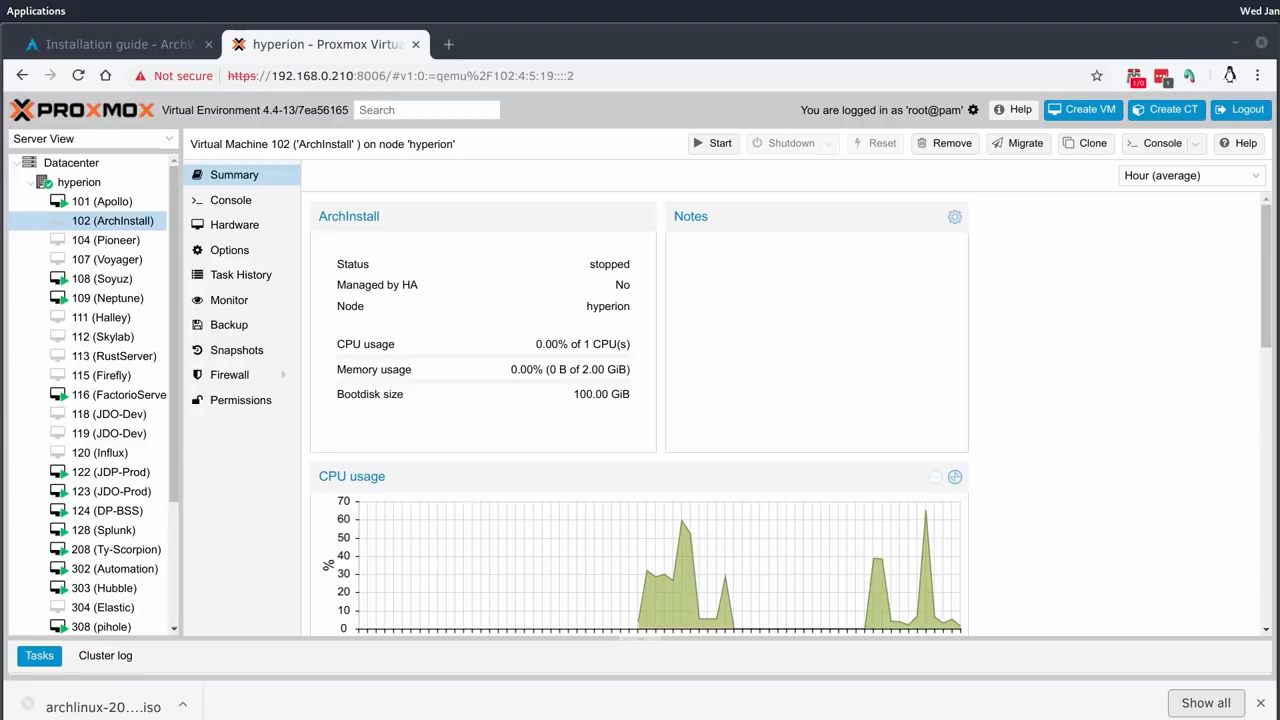 Applications
Wed Jan
Installation guide - ArchW
hyperion - Proxmox Virtua
Not secure
https://192.168.0.210:8006/#v1:0:=qemu%2F102:4:5:19::::2
1/0
1
PROXMOX
Virtual Environment 4.4-13/7ea56165
Search
You are logged in as 'root@pam'
Help
Create VM
Create CT
Logout
Server View
Virtual Machine 102 ('ArchInstall' ) on node 'hyperion'
Start
Shutdown
Reset
Remove
Migrate
Clone
Console
Help
Datacenter
hyperion
101 (Apollo)
102 (ArchInstall)
104 (Pioneer)
107 (Voyager)
108 (Soyuz)
109 (Neptune)
111 (Halley)
112 (Skylab)
113 (RustServer)
115 (Firefly)
116 (FactorioServe
118 (JDO-Dev)
119 (JDO-Dev)
120 (Influx)
122 (JDP-Prod)
123 (JDO-Prod)
124 (DP-BSS)
128 (Splunk)
208 (Ty-Scorpion)
302 (Automation)
303 (Hubble)
304 (Elastic)
308 (pihole)
Summary
Console
Hardware
Options
Task History
Monitor
Backup
Snapshots
Firewall
Permissions
Hour (average)
ArchInstall
Status stopped
Managed by HA No
Node hyperion
CPU usage 0.00% of 1 CPU(s)
Memory usage 0.00% (0 B of 2.00 GiB)
Bootdisk size 100.00 GiB
Notes
CPU usage
%
70
60
50
40
30
20
10
0
Tasks
Cluster log
archlinux-20....iso
Show all